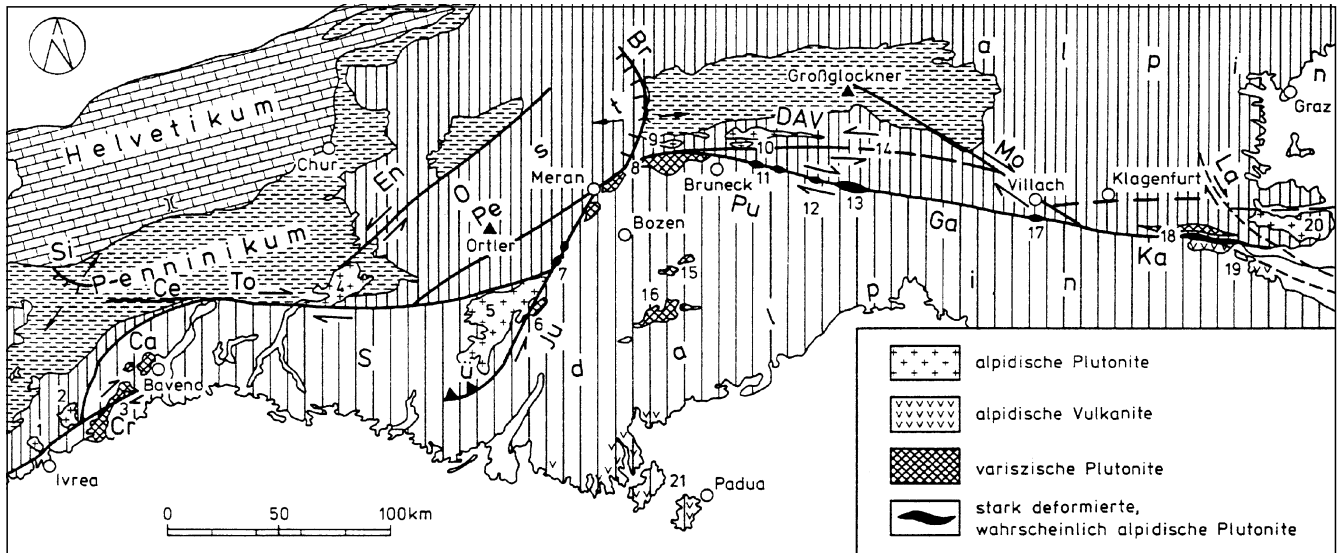 Helvetikum
Penninikum
Ostalpin
Südalpin
Großglockner
Graz
Chur
Meran
Bruneck
Villach
Klagenfurt
Ortler
Bozen
Baveno
Ivrea
Padua
Br
DAV
Mo
La
En
Pe
Pu
Ga
Ka
Si
Ce
To
Ju
Ca
Cr
1
2
3
4
5
6
7
8
9
10
11
12
13
14
15
16
17
18
19
20
21
0 50 100km
alpidische Plutonite
alpidische Vulkanite
variszische Plutonite
stark deformierte,
wahrscheinlich alpidische Plutonite